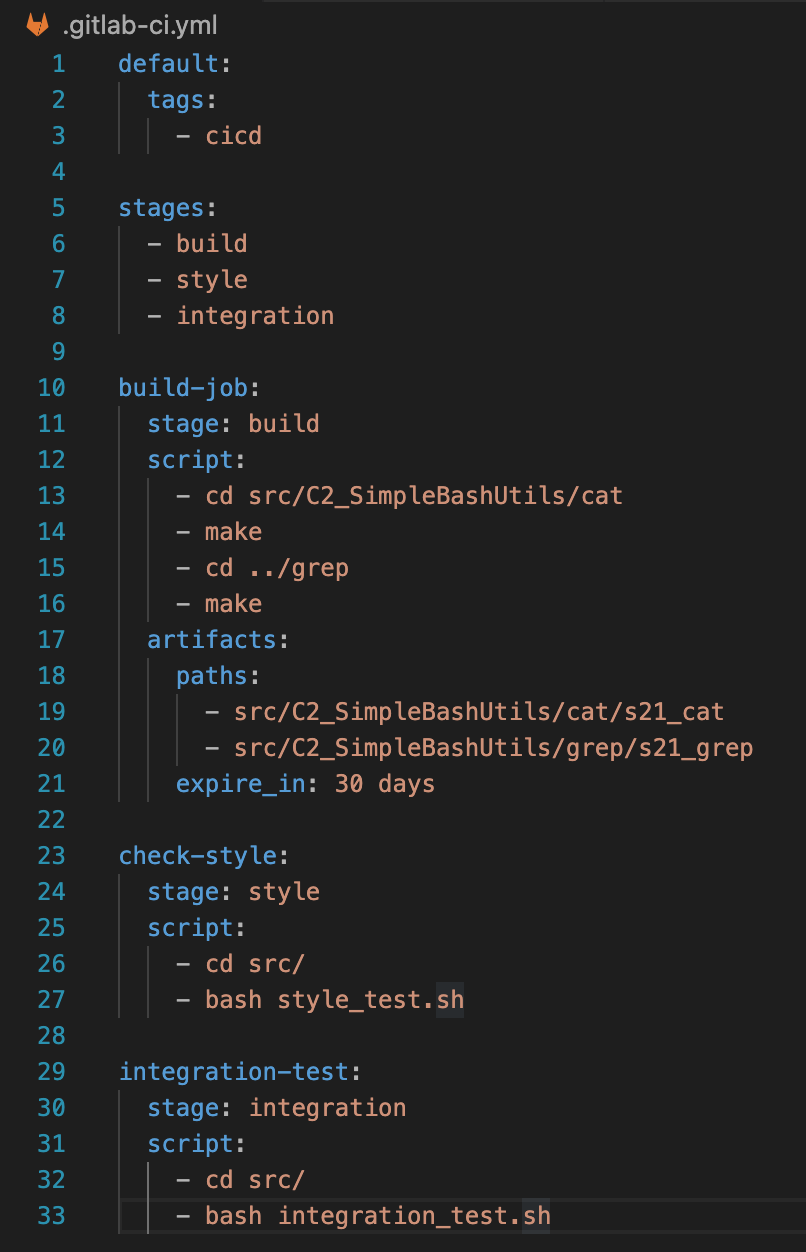 .gitlab-ci.yml
1 default:
2   tags:
3     - cicd
4
5 stages:
6   - build
7   - style
8   - integration
9
10 build-job:
11   stage: build
12   script:
13     - cd src/C2_SimpleBashUtils/cat
14     - make
15     - cd ../grep
16     - make
17   artifacts:
18     paths:
19       - src/C2_SimpleBashUtils/cat/s21_cat
20       - src/C2_SimpleBashUtils/grep/s21_grep
21     expire_in: 30 days
22
23 check-style:
24   stage: style
25   script:
26     - cd src/
27     - bash style_test.sh
28
29 integration-test:
30   stage: integration
31   script:
32     - cd src/
33     - bash integration_test.sh